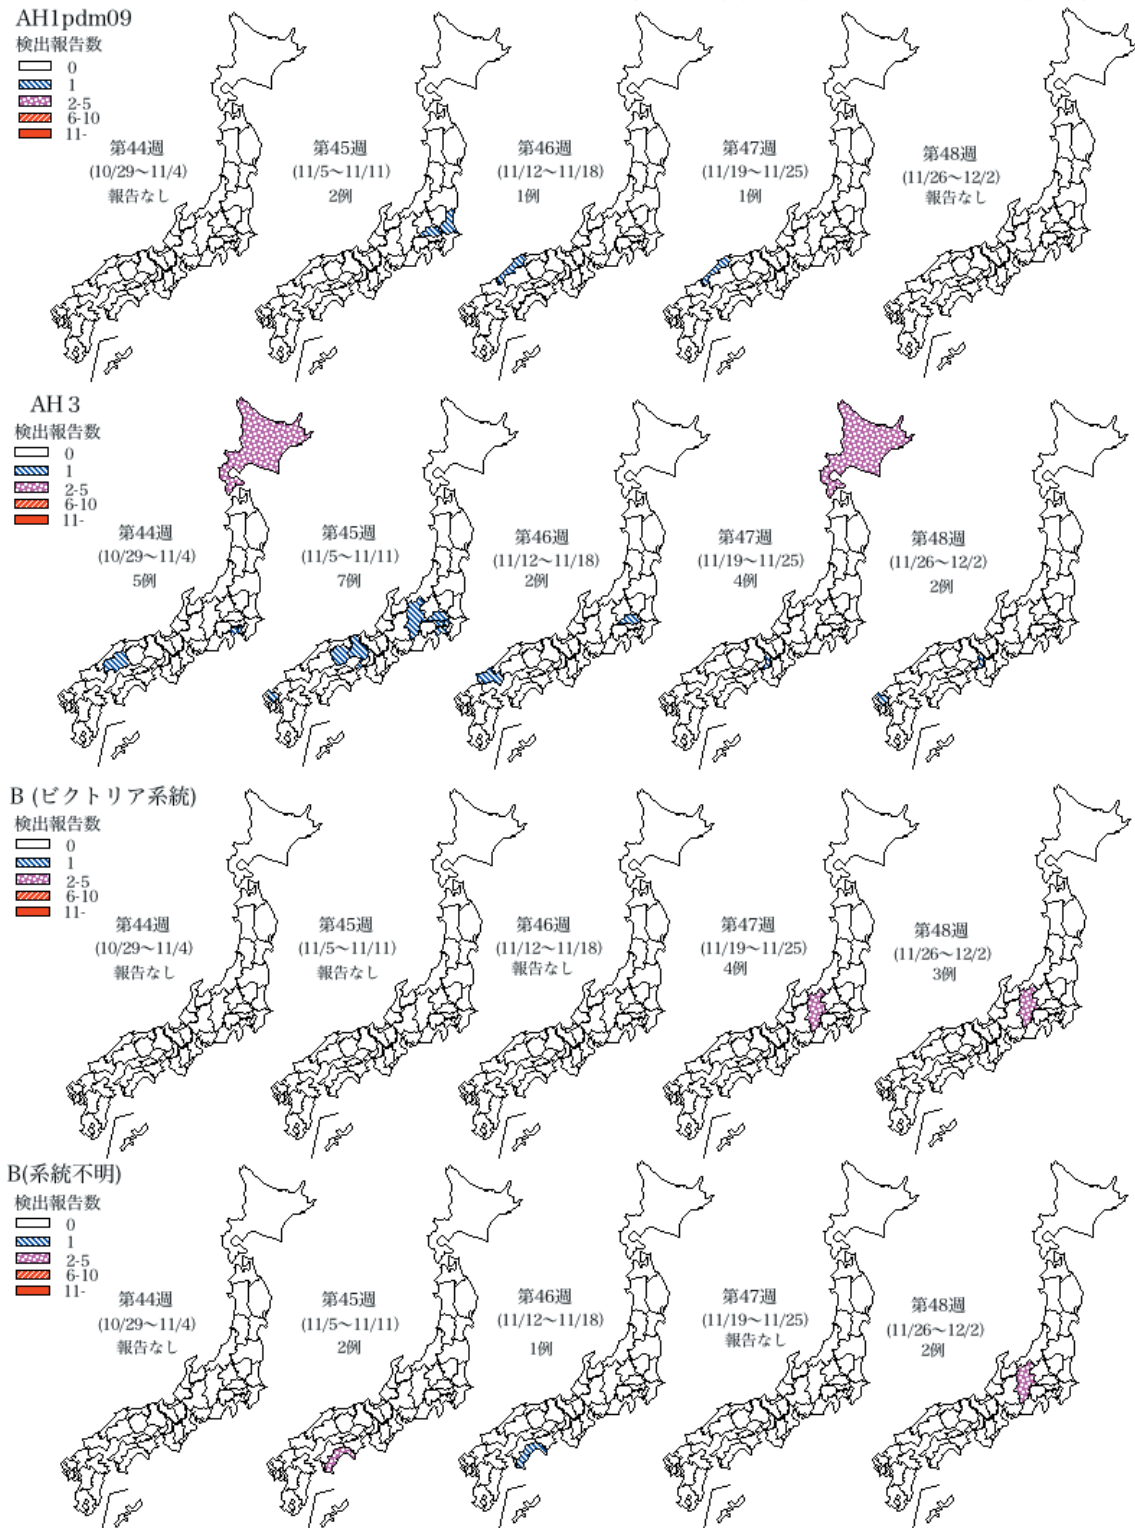 AH1pdm09
検出報告数
0
1
2-5
6-10
11-
第44週
(10/29～11/4)
報告なし
第45週
(11/5～11/11)
2例
第46週
(11/12～11/18)
1例
第47週
(11/19～11/25)
1例
第48週
(11/26～12/2)
報告なし
AH 3
検出報告数
0
1
2-5
6-10
11-
第44週
(10/29～11/4)
5例
第45週
(11/5～11/11)
7例
第46週
(11/12～11/18)
2例
第47週
(11/19～11/25)
4例
第48週
(11/26～12/2)
2例
B (ビクトリア系統)
検出報告数
0
1
2-5
6-10
11-
第44週
(10/29～11/4)
報告なし
第45週
(11/5～11/11)
報告なし
第46週
(11/12～11/18)
報告なし
第47週
(11/19～11/25)
4例
第48週
(11/26～12/2)
3例
B(系統不明)
検出報告数
0
1
2-5
6-10
11-
第44週
(10/29～11/4)
報告なし
第45週
(11/5～11/11)
2例
第46週
(11/12～11/18)
1例
第47週
(11/19～11/25)
報告なし
第48週
(11/26～12/2)
2例